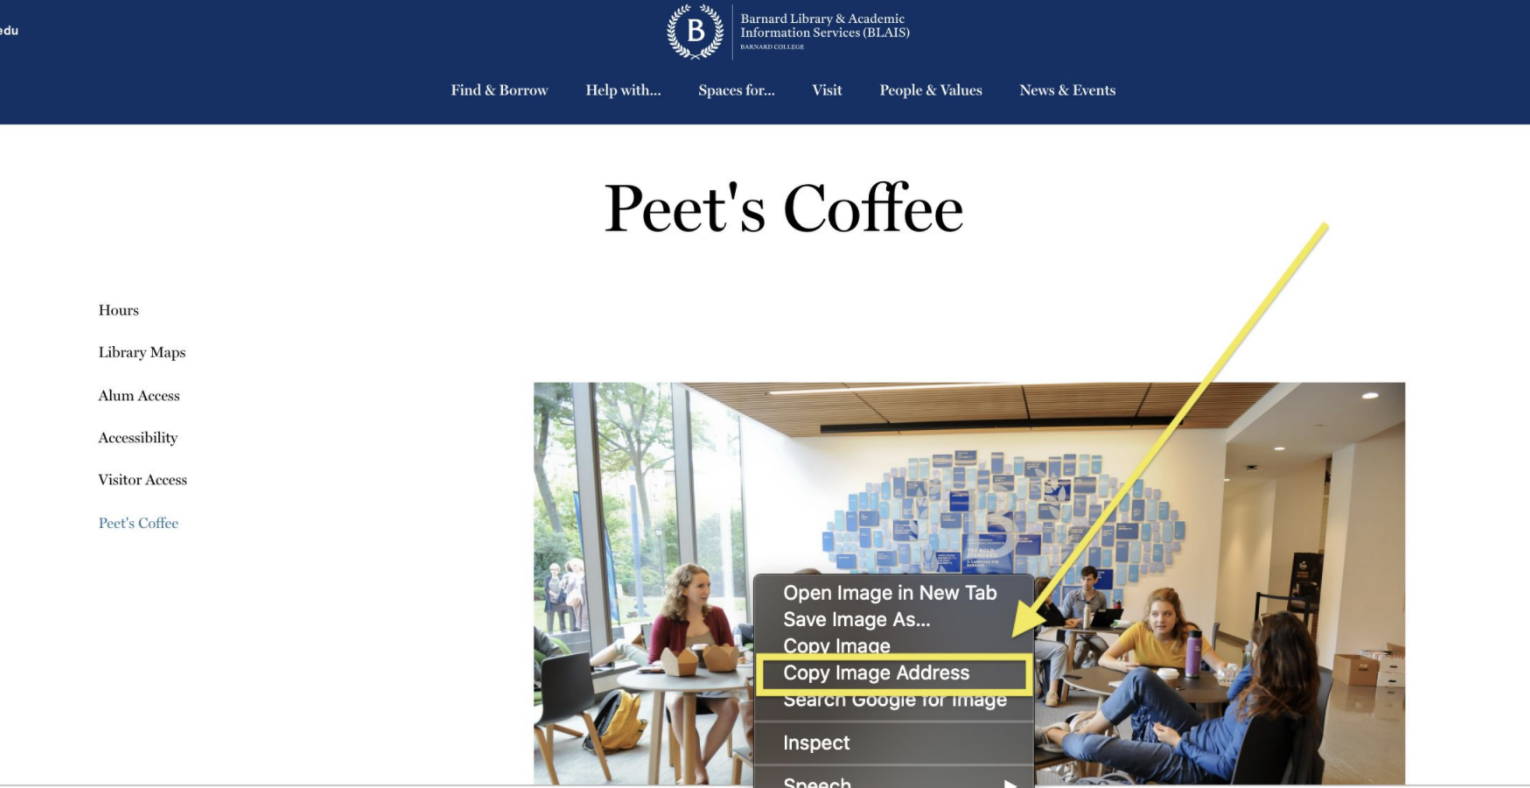 edu
B
Barnard Library & Academic
Information Services (BLAIS)
BARNARD COLLEGE
Find & Borrow
Help with...
Spaces for...
Visit
People & Values
News & Events
Peet's Coffee
Hours
Library Maps
Alum Access
Accessibility
Visitor Access
Peet's Coffee
B
Open Image in New Tab
Save Image As...
Copy Image
Copy Image Address
Search Google for Image
Inspect
Speech